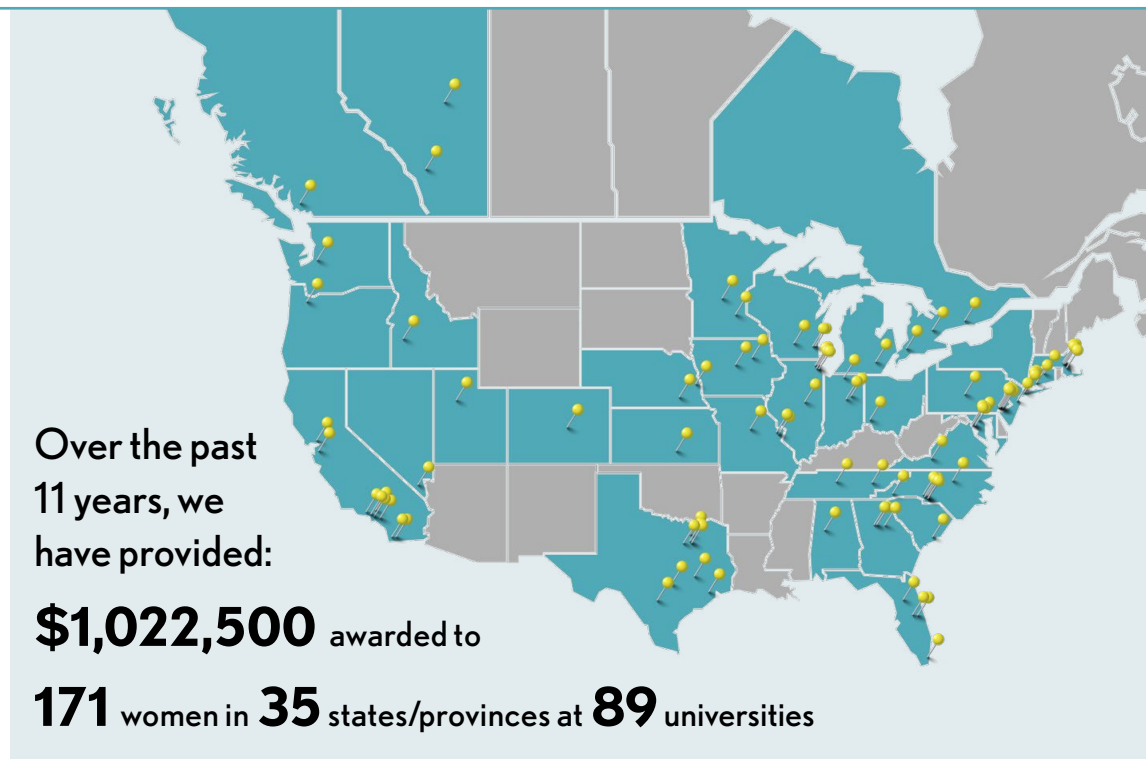 Over the past
11 years, we
have provided:
$1,022,500 awarded to
171 women in 35 states/provinces at 89 universities